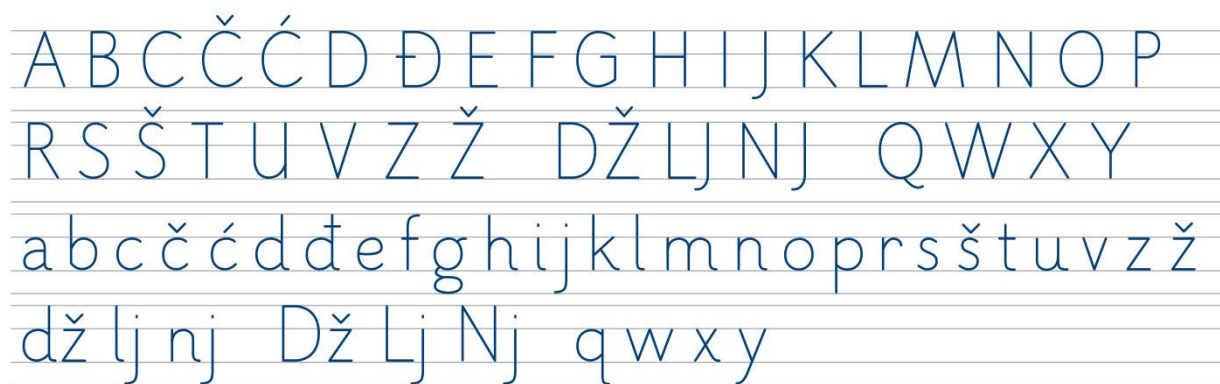 A B C Č Ć D Đ E F G H I J K L M N O P
R S Š T U V Z Ž DŽ LJ NJ Q W X Y
a b c č ć d đ e f g h i j k l m n o p r s š t u v z ž
dž lj nj Dž Lj Nj q w x y